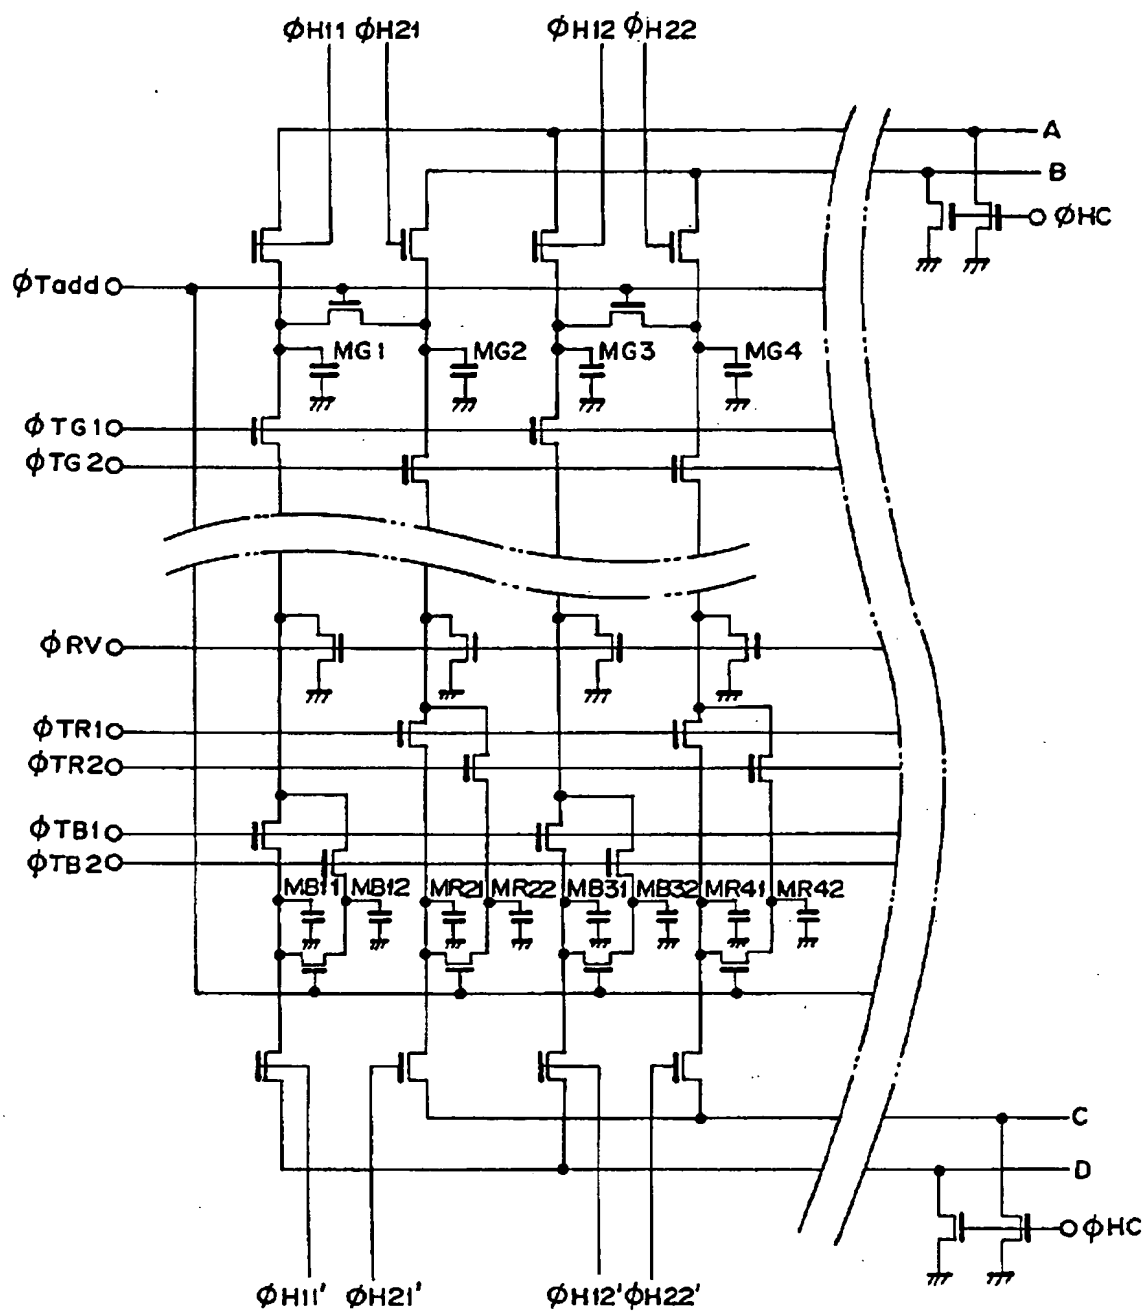 ϕH11 ϕH21 ϕH12 ϕH22
A
B
ϕHC
ϕTadd
MG1 MG2 MG3 MG4
ϕTG1
ϕTG2
ϕRV
ϕTR1
ϕTR2
ϕTB1
ϕTB2
MB11 MB12 MR21 MR22 MB31 MB32 MR41 MR42
C
D
ϕHC
ϕH11' ϕH21' ϕH12' ϕH22'